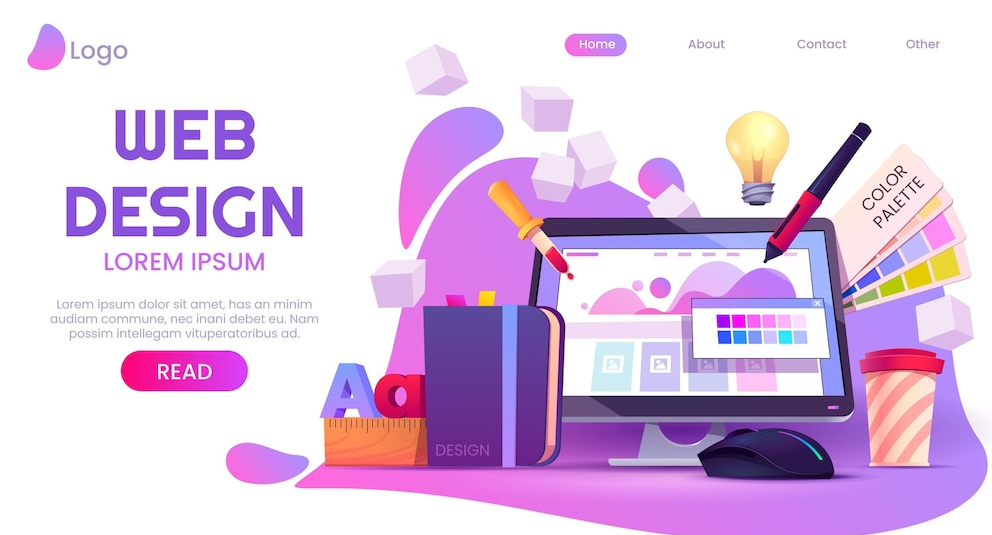 Logo
Home
About
Contact
Other
WEB
DESIGN
LOREM IPSUM
Lorem ipsum dolor sit amet, has an minim
audiam commune, nec inani debet eu. Nam
possim intellegam vituperatoribus ad.
READ
COLOR
PALETTE
Aa
DESIGN